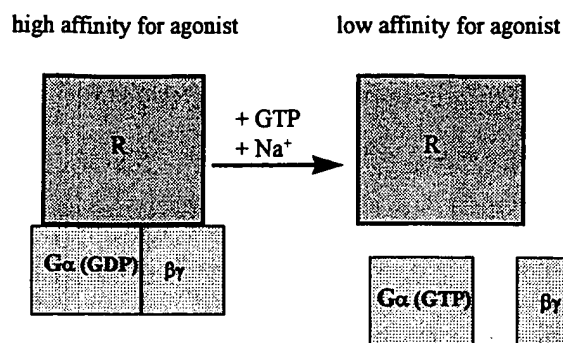 high affinity for agonist
low affinity for agonist
R
+ GTP
+ Na⁺
R
Gα (GDP)
βγ
Gα (GTP)
βγ